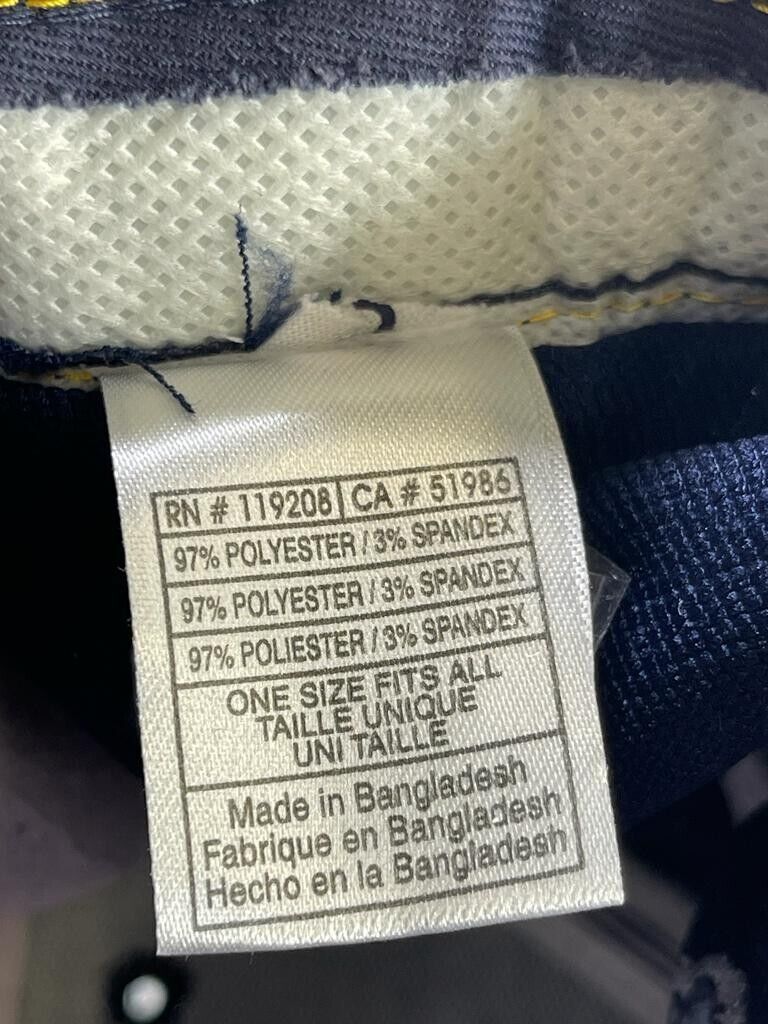 RN # 119208 | CA # 51986
97% POLYESTER / 3% SPANDEX
97% POLYESTER / 3% SPANDEX
97% POLIESTER / 3% SPANDEX
ONE SIZE FITS ALL
TAILLE UNIQUE
UNI TAILLE
Made in Bangladesh
Fabrique en Bangladesh
Hecho en la Bangladesh